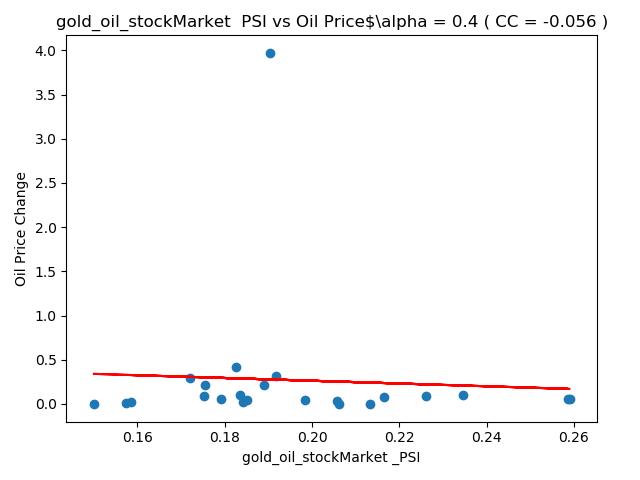 gold_oil_stockMarket  PSI vs Oil Price$\alpha = 0.4 ( CC = -0.056 )
4.0
3.5
3.0
2.5
2.0
1.5
1.0
0.5
0.0
Oil Price Change
0.16 0.18 0.20 0.22 0.24 0.26
gold_oil_stockMarket _PSI